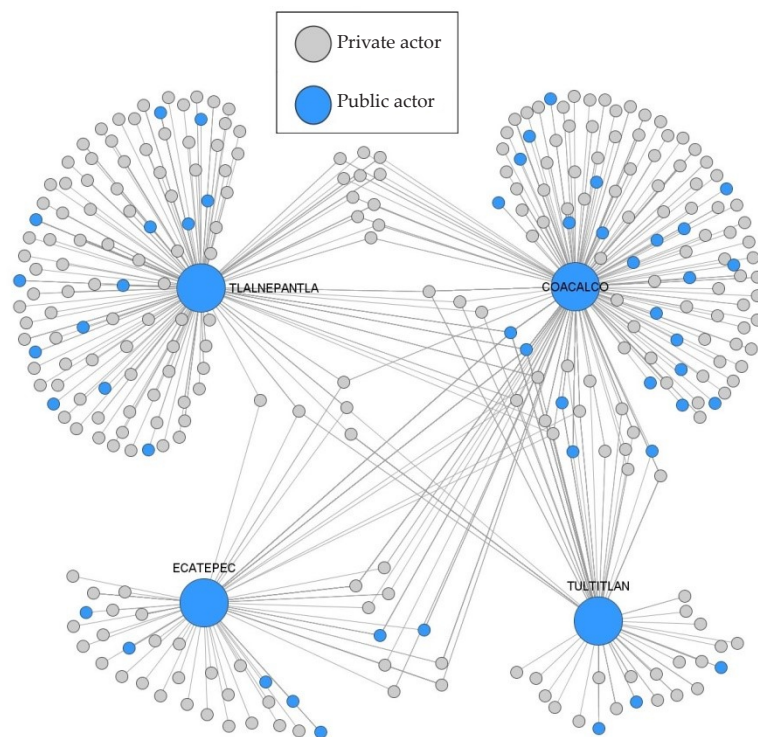 Private actor
Public actor
TLALNEPANTLA
COACALCO
ECATEPEC
TULTITLAN